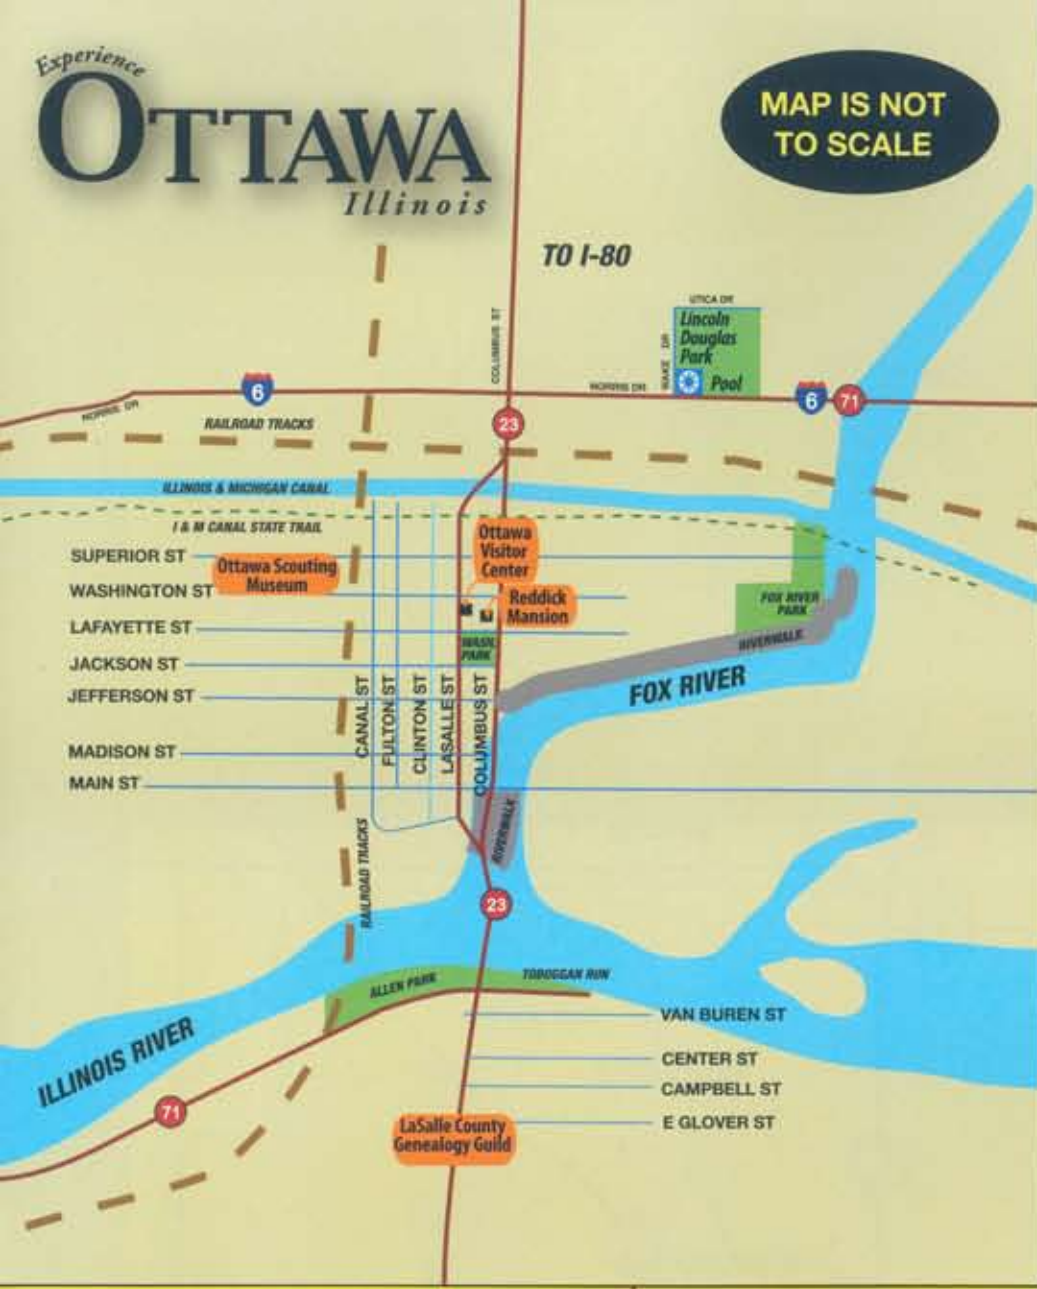 Experience
OTTAWA
Illinois
MAP IS NOT
TO SCALE
TO I-80
COLUMBUS ST
UTICA DR
Lincoln
Douglas
Park
Pool
DR
NORRIS DR
6
NORRIS DR
6
71
RAILROAD TRACKS
23
ILLINOIS & MICHIGAN CANAL
I & M CANAL STATE TRAIL
Ottawa
Visitor
Center
SUPERIOR ST
Ottawa Scouting
Museum
WASHINGTON ST
Reddick
Mansion
FOX RIVER
PARK
LAFAYETTE ST
WASH.
PARK
RIVERWALK
JACKSON ST
FOX RIVER
JEFFERSON ST
CANAL ST
FULTON ST
CLINTON ST
LASALLE ST
COLUMBUS ST
MADISON ST
MAIN ST
RIVERWALK
RAILROAD TRACKS
23
ALLEN PARK
TOBOGGAN RUN
VAN BUREN ST
ILLINOIS RIVER
CENTER ST
CAMPBELL ST
71
E GLOVER ST
LaSalle County
Genealogy Guild